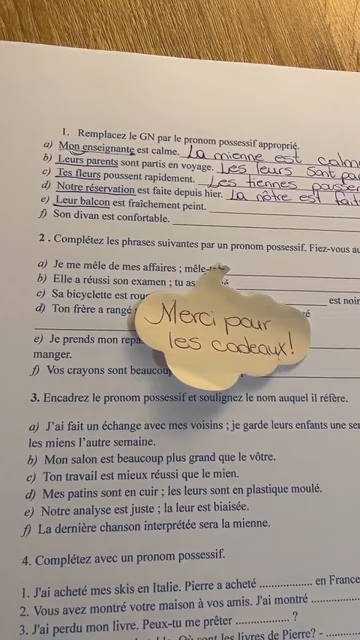 1. Remplacez le GN par le pronom possessif approprié.
a) Mon enseignante est calme. La mienne est calme
b) Leurs parents sont partis en voyage. Les leurs sont pa
c) Tes fleurs poussent rapidement. Les tiennes pousse
d) Notre réservation est faite depuis hier. La nôtre est fait
e) Leur balcon est fraîchement peint.
f) Son divan est confortable.
2. Complétez les phrases suivantes par un pronom possessif. Fiez-vous au
a) Je me mêle de mes affaires ; mêle-
b) Elle a réussi son examen ; tu as
c) Sa bicyclette est rou est noir
d) Ton frère a rangé
Merci pour
les cadeaux!
e) Je prends mon repa
manger.
f) Vos crayons sont beaucou
3. Encadrez le pronom possessif et soulignez le nom auquel il réfère.
a) J'ai fait un échange avec mes voisins ; je garde leurs enfants une se
les miens l'autre semaine.
b) Mon salon est beaucoup plus grand que le vôtre.
c) Ton travail est mieux réussi que le mien.
d) Mes patins sont en cuir ; les leurs sont en plastique moulé.
e) Notre analyse est juste ; la leur est biaisée.
f) La dernière chanson interprétée sera la mienne.
4. Complétez avec un pronom possessif.
1. J'ai acheté mes skis en Italie. Pierre a acheté ................ en France
2. Vous avez montré votre maison à vos amis. J'ai montré ............
3. J'ai perdu mon livre. Peux-tu me prêter ................ ?
Où sont les livres de Pierre? -